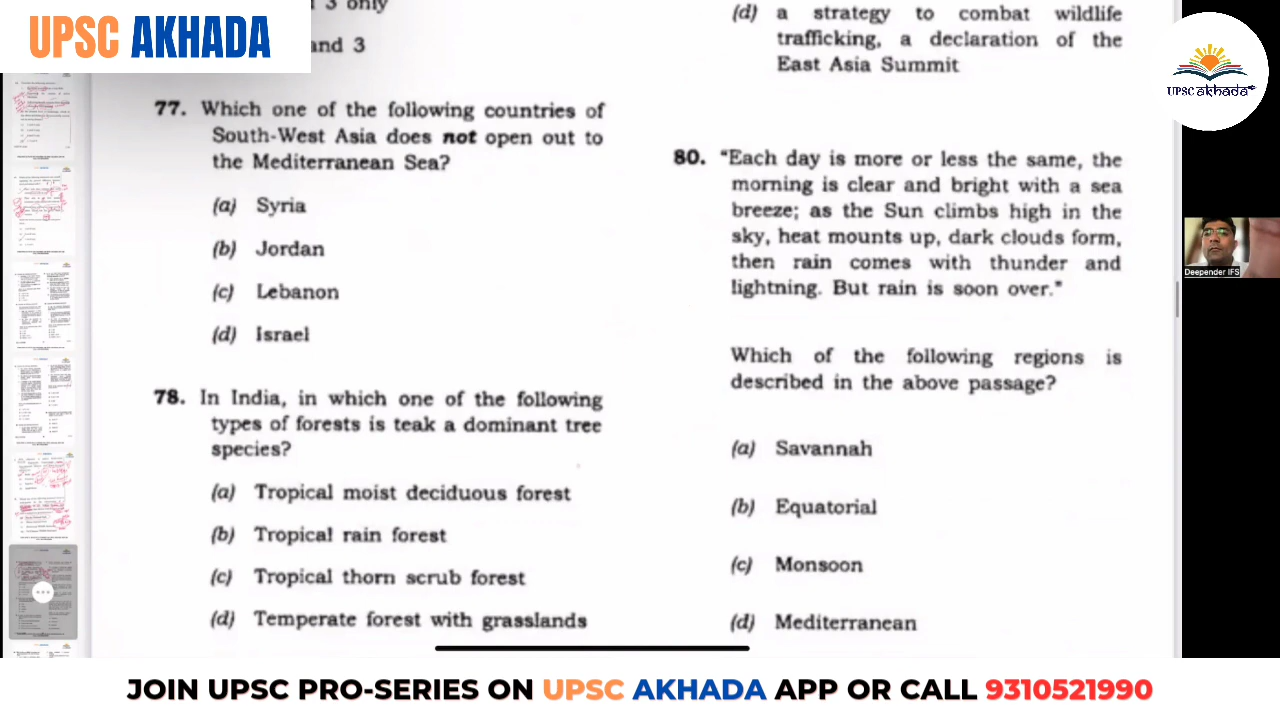 UPSC AKHADA
3 only
and 3
77. Which one of the following countries of
South-West Asia does not open out to
the Mediterranean Sea?
(a) Syria
(b) Jordan
(c) Lebanon
(d) Israel
78. In India, in which one of the following
types of forests is teak a dominant tree
species?
(a) Tropical moist deciduous forest
(b) Tropical rain forest
(c) Tropical thorn scrub forest
(d) Temperate forest with grasslands
(d) a strategy to combat wildlife
trafficking, a declaration of the
East Asia Summit
80. "Each day is more or less the same, the
morning is clear and bright with a sea
breeze; as the Sun climbs high in the
sky, heat mounts up, dark clouds form,
then rain comes with thunder and
lightning. But rain is soon over."
Which of the following regions is
described in the above passage?
(a) Savannah
(b) Equatorial
(c) Monsoon
(d) Mediterranean
UPSC akhada
Deepender IFS
JOIN UPSC PRO-SERIES ON UPSC AKHADA APP OR CALL 9310521990